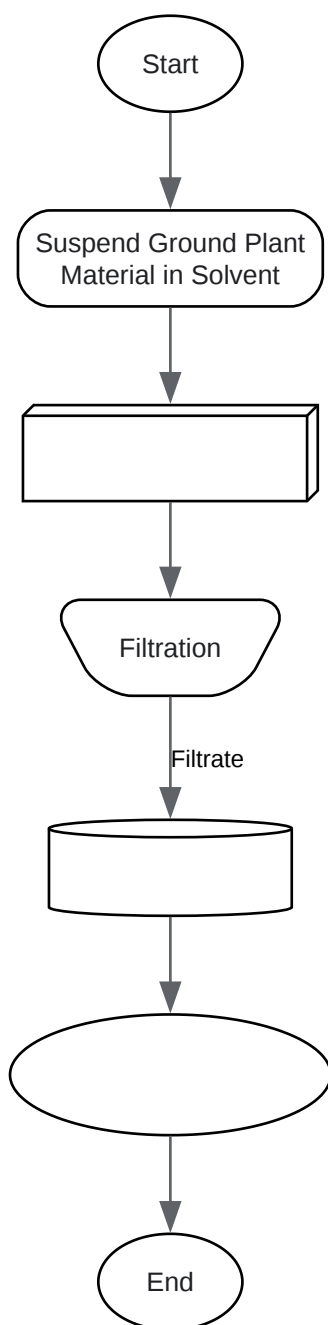 Start
Suspend Ground Plant
Material in Solvent
Filtration
Filtrate
End